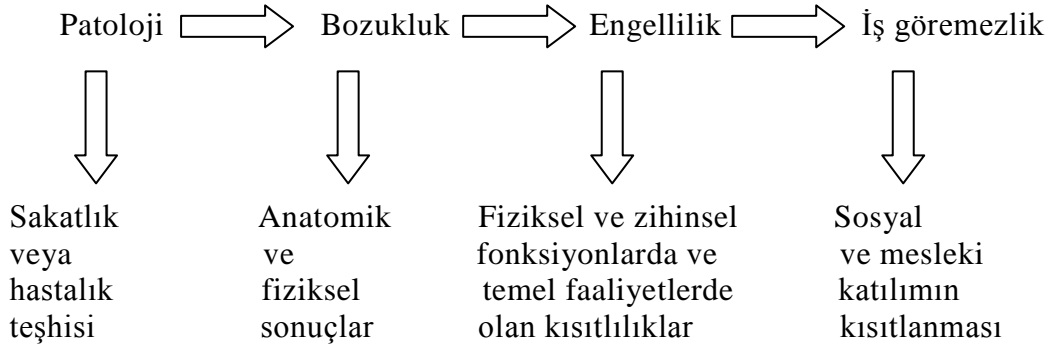 Patoloji Bozukluk Engellilik İş göremezlik
Sakatlık
veya
hastalık
teşhisi
Anatomik
ve
fiziksel
sonuçlar
Fiziksel ve zihinsel
fonksiyonlarda ve
temel faaliyetlerde
olan kısıtlılıklar
Sosyal
ve mesleki
katılımın
kısıtlanması